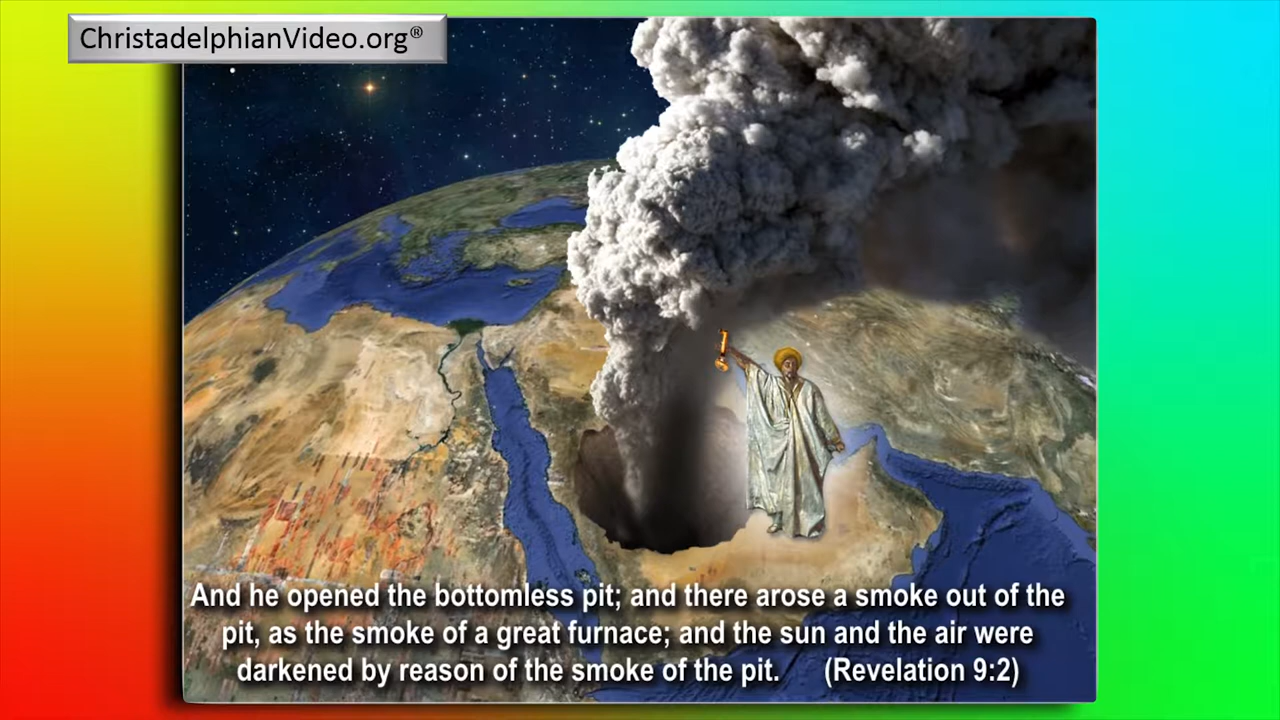 ChristadelphianVideo.org®
And he opened the bottomless pit; and there arose a smoke out of the
pit, as the smoke of a great furnace; and the sun and the air were
darkened by reason of the smoke of the pit. (Revelation 9:2)